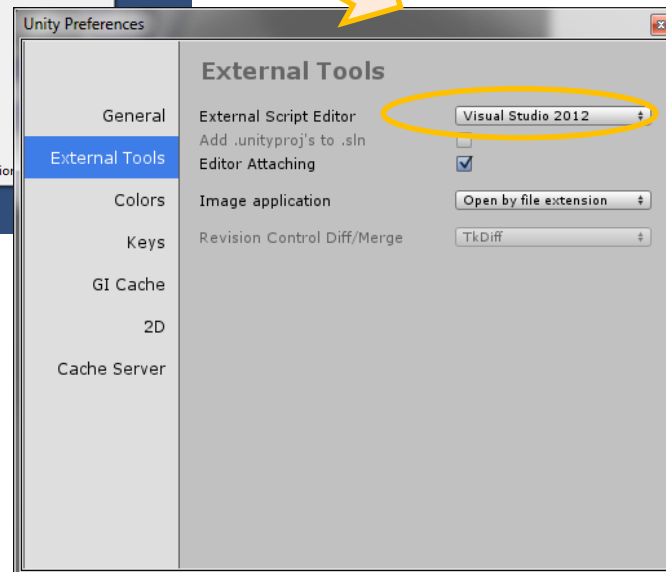 Unity Preferences
External Tools
General
External Tools
Colors
Keys
GI Cache
2D
Cache Server
External Script Editor
Visual Studio 2012
Add .unityproj's to .sln
Editor Attaching
Image application
Open by file extension
Revision Control Diff/Merge
TkDiff